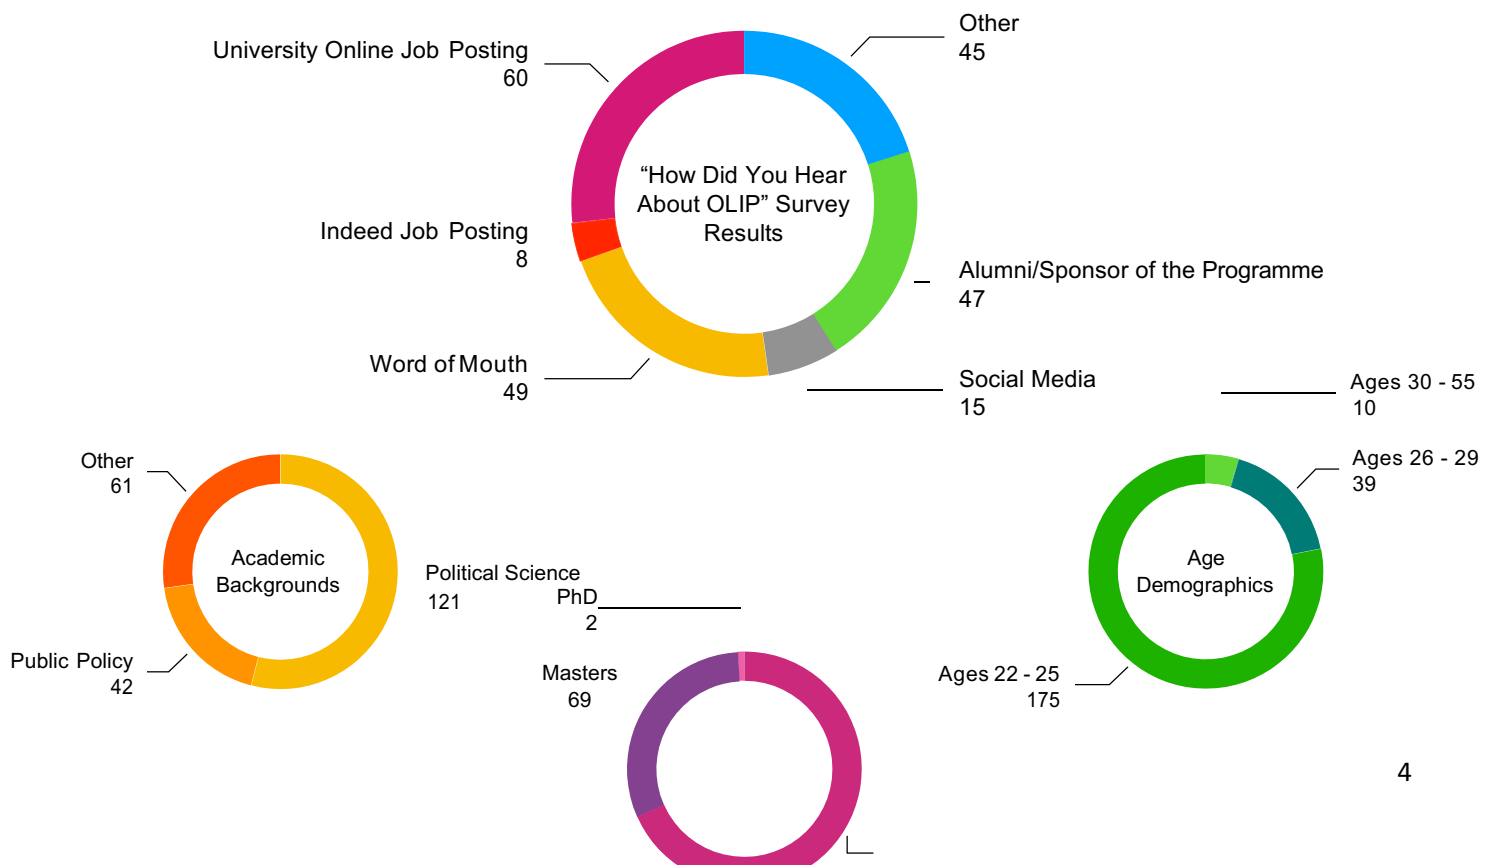 Other
45
University Online Job Posting
60
“How Did You Hear
About OLIP” Survey
Results
Indeed Job Posting
8
Alumni/Sponsor of the Programme
47
Word of Mouth
49
Social Media
15
Ages 30 - 55
10
Other
61
Ages 26 - 29
39
Academic
Backgrounds
Age
Demographics
Political Science
121
PhD
2
Public Policy
42
Masters
69
Ages 22 - 25
175
4